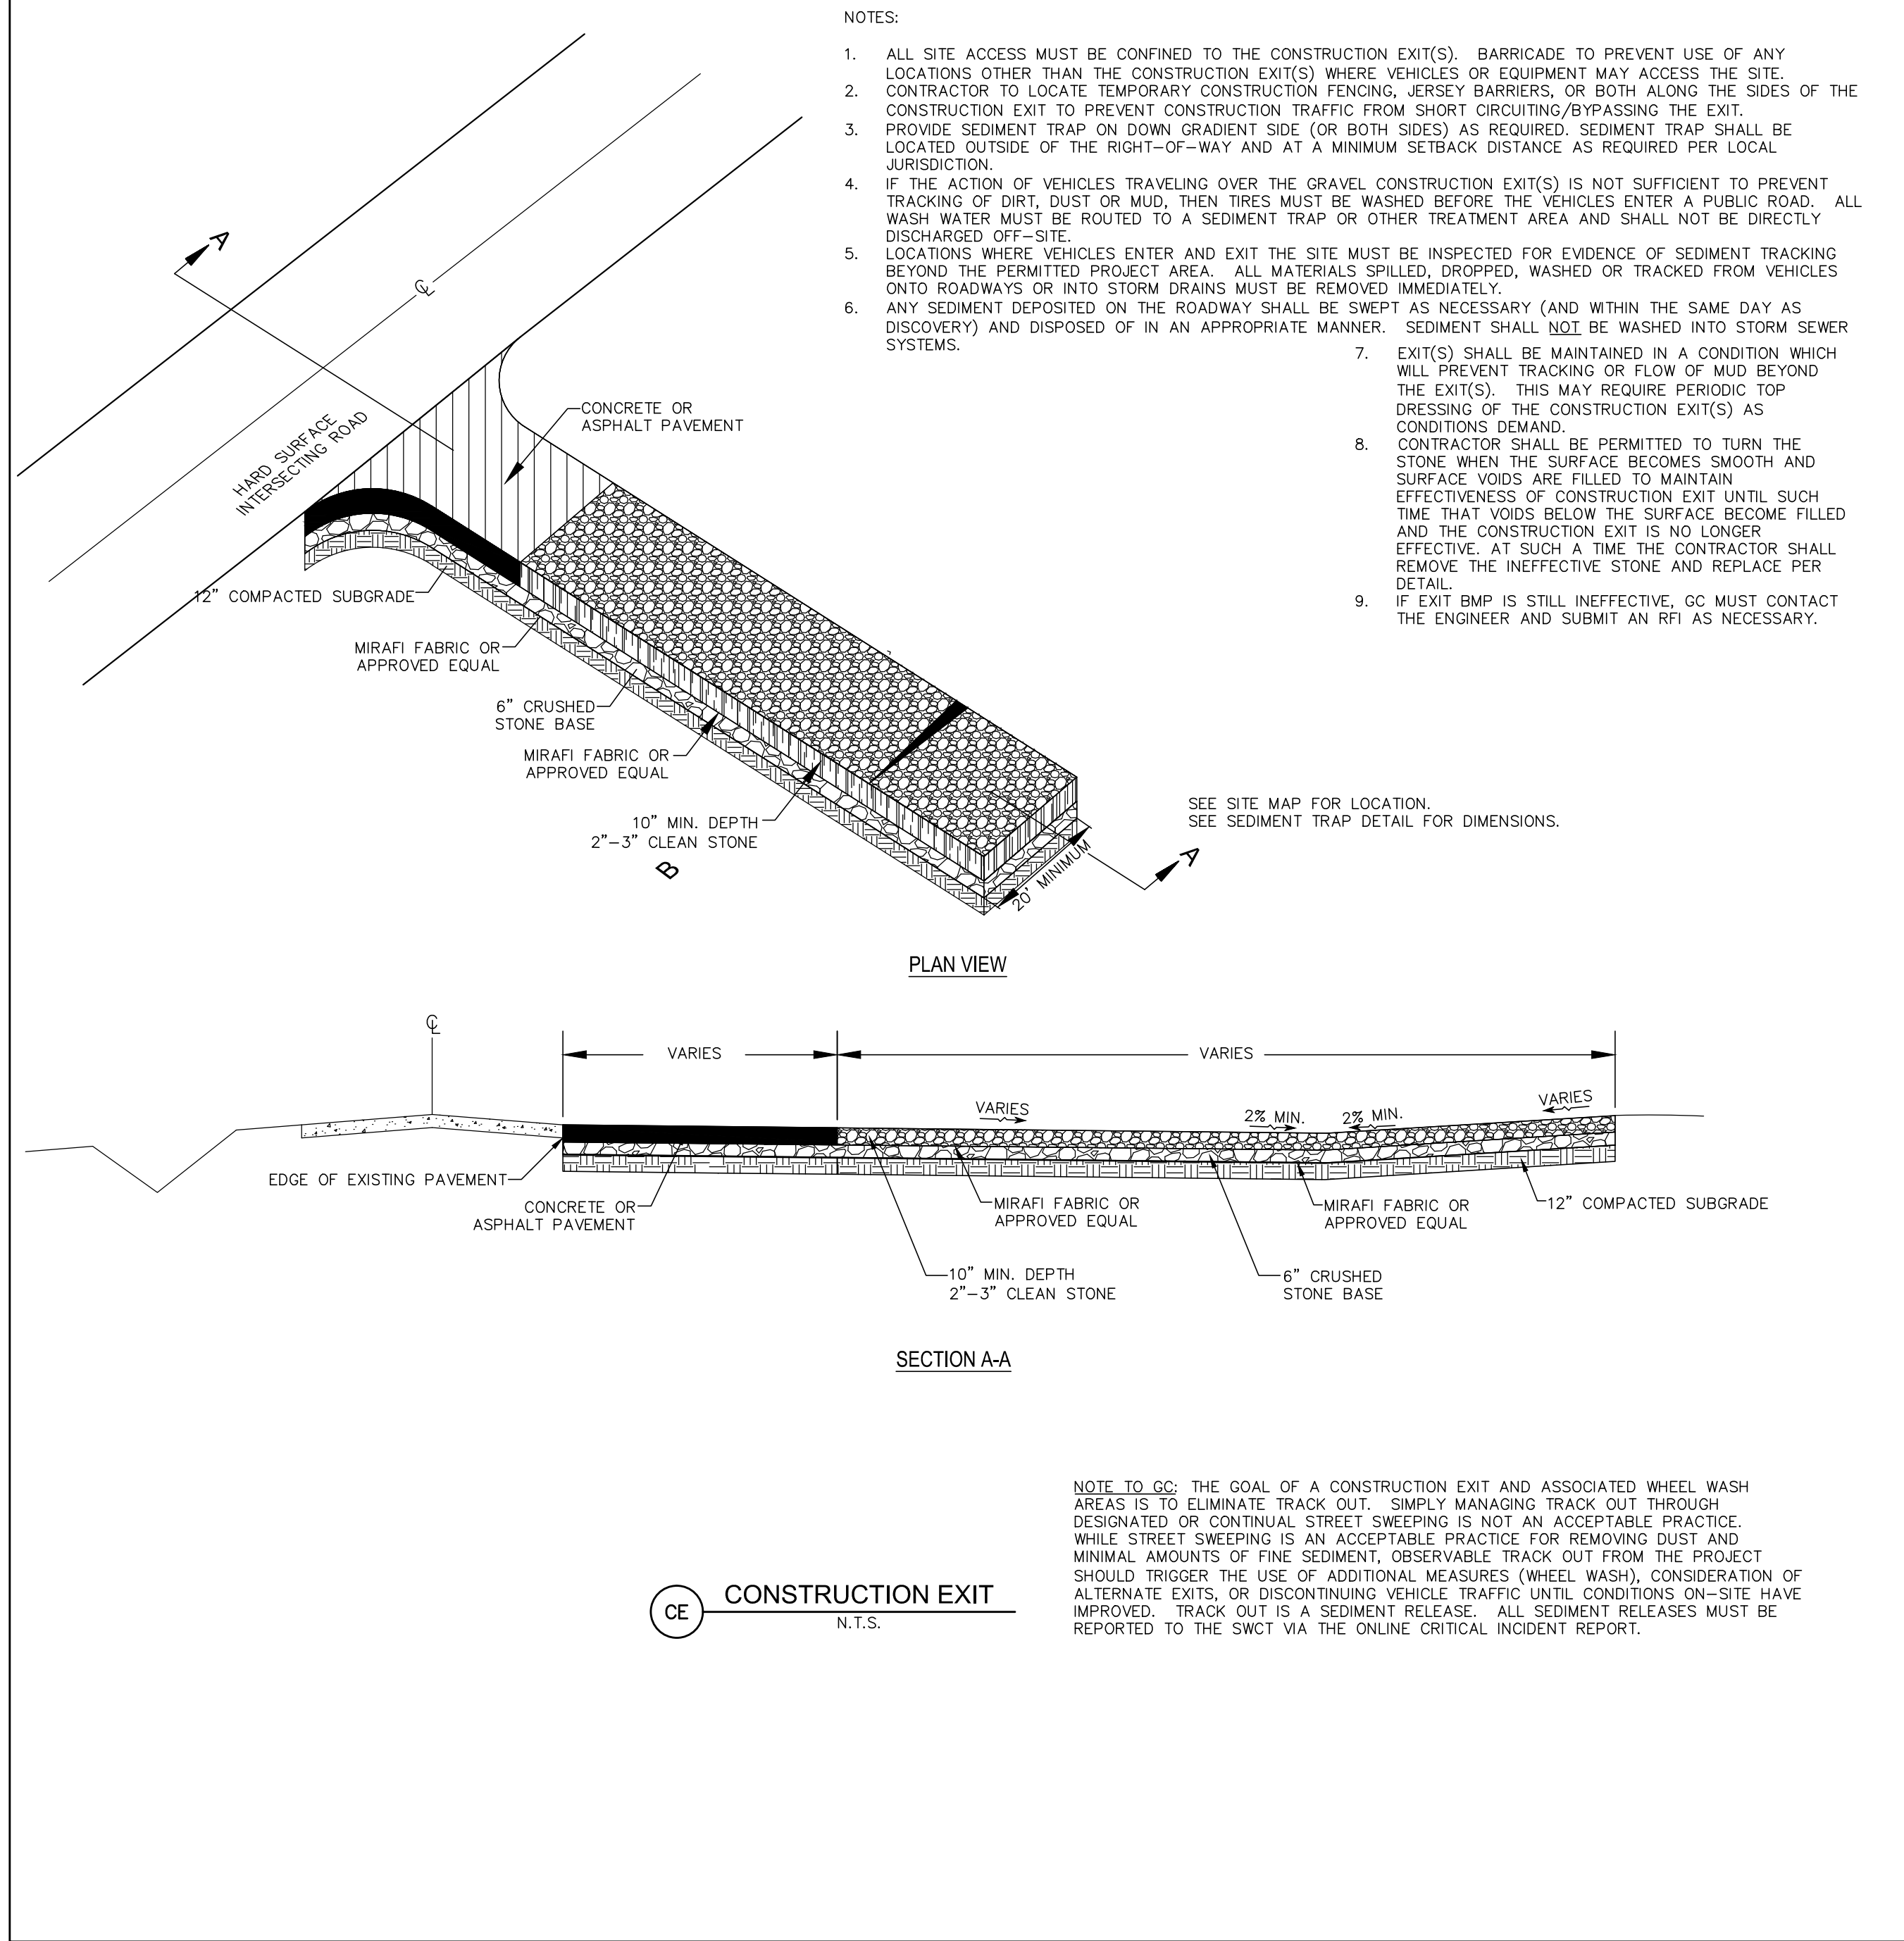 NOTES:
1. ALL SITE ACCESS MUST BE CONFINED TO THE CONSTRUCTION EXIT(S). BARRICADE TO PREVENT USE OF ANY
LOCATIONS OTHER THAN THE CONSTRUCTION EXIT(S) WHERE VEHICLES OR EQUIPMENT MAY ACCESS THE SITE.
2. CONTRACTOR TO LOCATE TEMPORARY CONSTRUCTION FENCING, JERSEY BARRIERS, OR BOTH ALONG THE SIDES OF THE
CONSTRUCTION EXIT TO PREVENT CONSTRUCTION TRAFFIC FROM SHORT CIRCUITING/BYPASSING THE EXIT.
3. PROVIDE SEDIMENT TRAP ON DOWN GRADIENT SIDE (OR BOTH SIDES) AS REQUIRED. SEDIMENT TRAP SHALL BE
LOCATED OUTSIDE OF THE RIGHT-OF-WAY AND AT A MINIMUM SETBACK DISTANCE AS REQUIRED PER LOCAL
JURISDICTION.
4. IF THE ACTION OF VEHICLES TRAVELING OVER THE GRAVEL CONSTRUCTION EXIT(S) IS NOT SUFFICIENT TO PREVENT
TRACKING OF DIRT, DUST OR MUD, THEN TIRES MUST BE WASHED BEFORE THE VEHICLES ENTER A PUBLIC ROAD. ALL
WASH WATER MUST BE ROUTED TO A SEDIMENT TRAP OR OTHER TREATMENT AREA AND SHALL NOT BE DIRECTLY
DISCHARGED OFF-SITE.
5. LOCATIONS WHERE VEHICLES ENTER AND EXIT THE SITE MUST BE INSPECTED FOR EVIDENCE OF SEDIMENT TRACKING
BEYOND THE PERMITTED PROJECT AREA. ALL MATERIALS SPILLED, DROPPED, WASHED OR TRACKED FROM VEHICLES
ONTO ROADWAYS OR INTO STORM DRAINS MUST BE REMOVED IMMEDIATELY.
6. ANY SEDIMENT DEPOSITED ON THE ROADWAY SHALL BE SWEPT AS NECESSARY (AND WITHIN THE SAME DAY AS
DISCOVERY) AND DISPOSED OF IN AN APPROPRIATE MANNER. SEDIMENT SHALL NOT BE WASHED INTO STORM SEWER
SYSTEMS.
7. EXIT(S) SHALL BE MAINTAINED IN A CONDITION WHICH
WILL PREVENT TRACKING OR FLOW OF MUD BEYOND
THE EXIT(S). THIS MAY REQUIRE PERIODIC TOP
DRESSING OF THE CONSTRUCTION EXIT(S) AS
CONDITIONS DEMAND.
8. CONTRACTOR SHALL BE PERMITTED TO TURN THE
STONE WHEN THE SURFACE BECOMES SMOOTH AND
SURFACE VOIDS ARE FILLED TO MAINTAIN
EFFECTIVENESS OF CONSTRUCTION EXIT UNTIL SUCH
TIME THAT VOIDS BELOW THE SURFACE BECOME FILLED
AND THE CONSTRUCTION EXIT IS NO LONGER
EFFECTIVE. AT SUCH A TIME THE CONTRACTOR SHALL
REMOVE THE INEFFECTIVE STONE AND REPLACE PER
DETAIL.
9. IF EXIT BMP IS STILL INEFFECTIVE, GC MUST CONTACT
THE ENGINEER AND SUBMIT AN RFI AS NECESSARY.
A
℄
HARD SURFACE
INTERSECTING ROAD
CONCRETE OR
ASPHALT PAVEMENT
12" COMPACTED SUBGRADE
MIRAFI FABRIC OR
APPROVED EQUAL
6" CRUSHED
STONE BASE
MIRAFI FABRIC OR
APPROVED EQUAL
10" MIN. DEPTH
2"-3" CLEAN STONE
B
20' MINIMUM
A
SEE SITE MAP FOR LOCATION.
SEE SEDIMENT TRAP DETAIL FOR DIMENSIONS.
PLAN VIEW
℄
VARIES
VARIES
VARIES
2% MIN.
2% MIN.
VARIES
EDGE OF EXISTING PAVEMENT
CONCRETE OR
ASPHALT PAVEMENT
MIRAFI FABRIC OR
APPROVED EQUAL
MIRAFI FABRIC OR
APPROVED EQUAL
12" COMPACTED SUBGRADE
10" MIN. DEPTH
2"-3" CLEAN STONE
6" CRUSHED
STONE BASE
SECTION A-A
NOTE TO GC: THE GOAL OF A CONSTRUCTION EXIT AND ASSOCIATED WHEEL WASH
AREAS IS TO ELIMINATE TRACK OUT. SIMPLY MANAGING TRACK OUT THROUGH
DESIGNATED OR CONTINUAL STREET SWEEPING IS NOT AN ACCEPTABLE PRACTICE.
WHILE STREET SWEEPING IS AN ACCEPTABLE PRACTICE FOR REMOVING DUST AND
MINIMAL AMOUNTS OF FINE SEDIMENT, OBSERVABLE TRACK OUT FROM THE PROJECT
SHOULD TRIGGER THE USE OF ADDITIONAL MEASURES (WHEEL WASH), CONSIDERATION OF
ALTERNATE EXITS, OR DISCONTINUING VEHICLE TRAFFIC UNTIL CONDITIONS ON-SITE HAVE
IMPROVED. TRACK OUT IS A SEDIMENT RELEASE. ALL SEDIMENT RELEASES MUST BE
REPORTED TO THE SWCT VIA THE ONLINE CRITICAL INCIDENT REPORT.
CE
CONSTRUCTION EXIT
N.T.S.